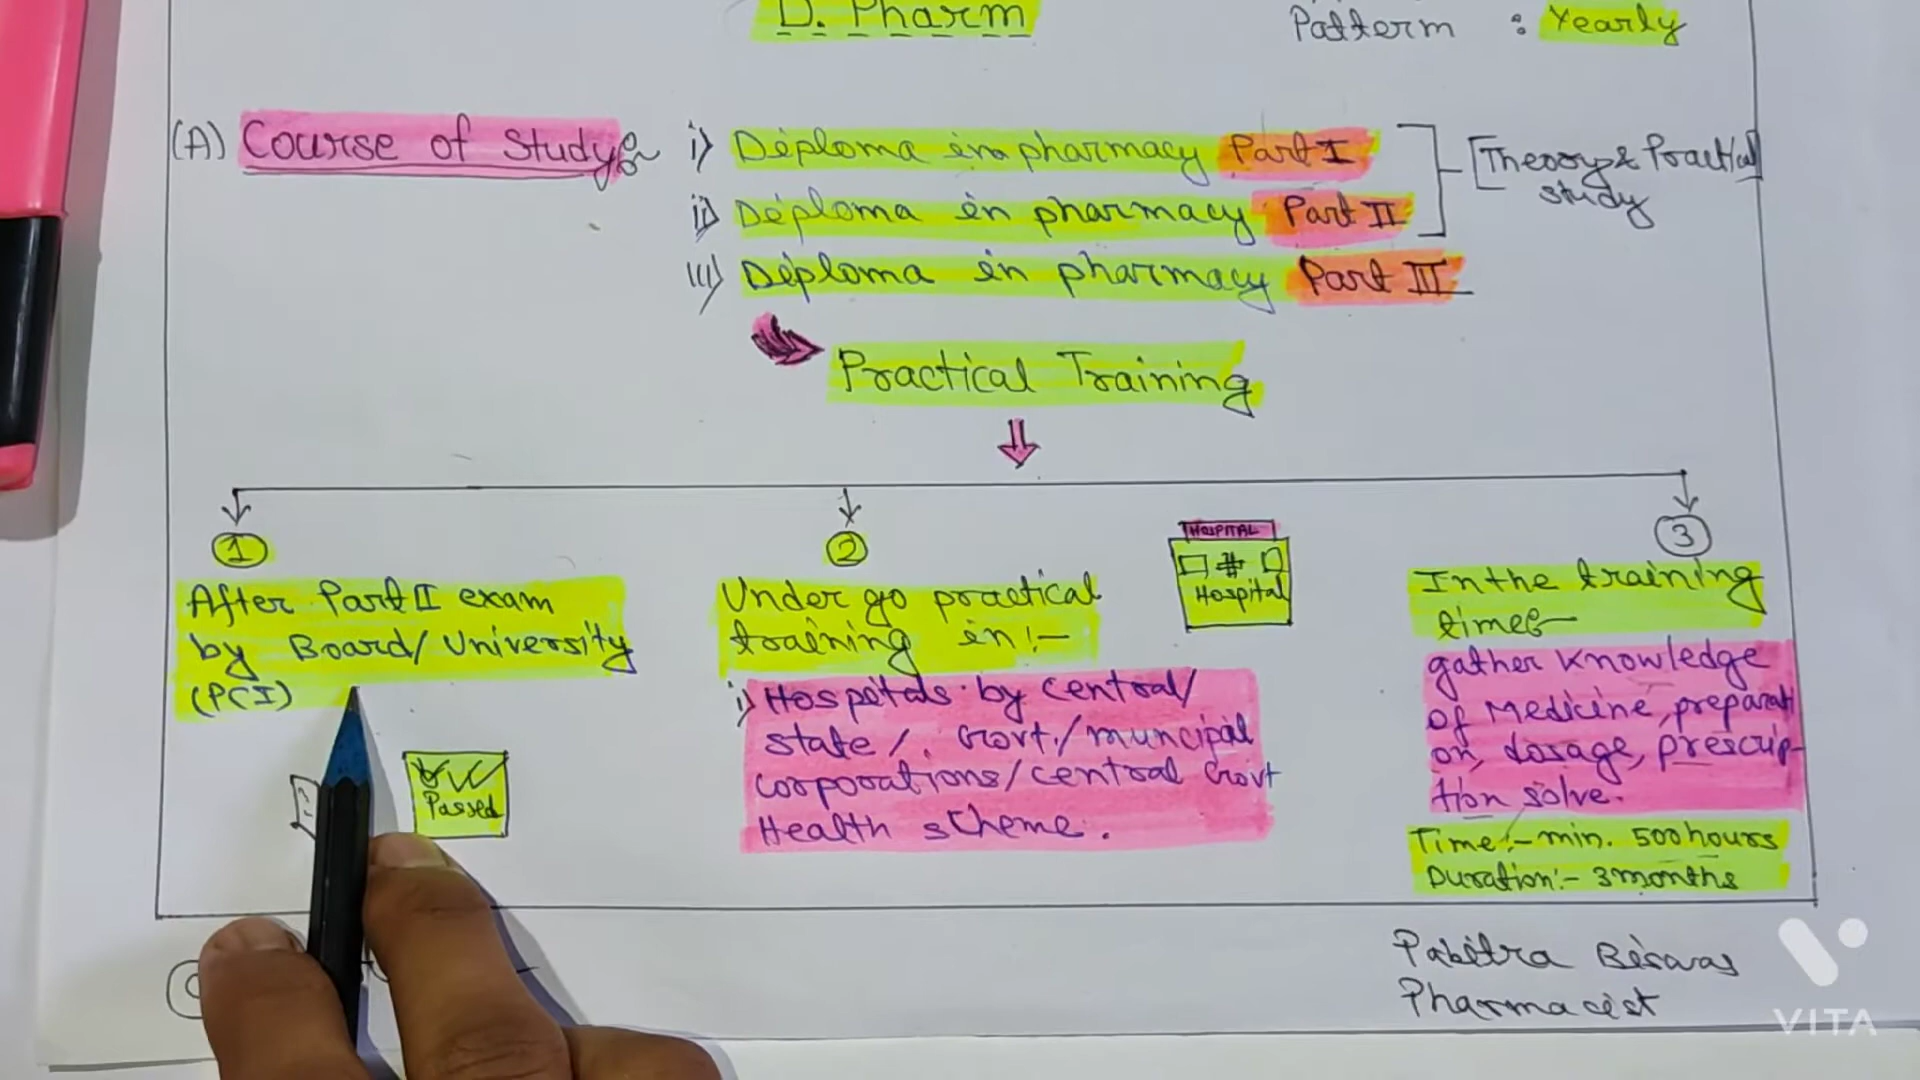 D. Pharm
Pattern : Yearly
(A) Course of Study:- i) Diploma in pharmacy Part I
[Theory & Practical]
study
ii) Diploma in pharmacy Part II
III) Diploma in pharmacy Part III
Practical Training
1
After Part II exam
by Board/University
(PCI)
Passed
2
Under go practical
training in:-
i) Hospitals by central/
state/. Govt./muncipal
corporations/central Govt
Health scheme.
HOSPITAL
Hospital
3
In the training
time:-
gather knowledge
of Medicine, preparati
on, dosage, prescrip-
tion solve.
Time:- min. 500 hours
Duration:- 3 months
Pabitra Biswas
Pharmacist
VITA